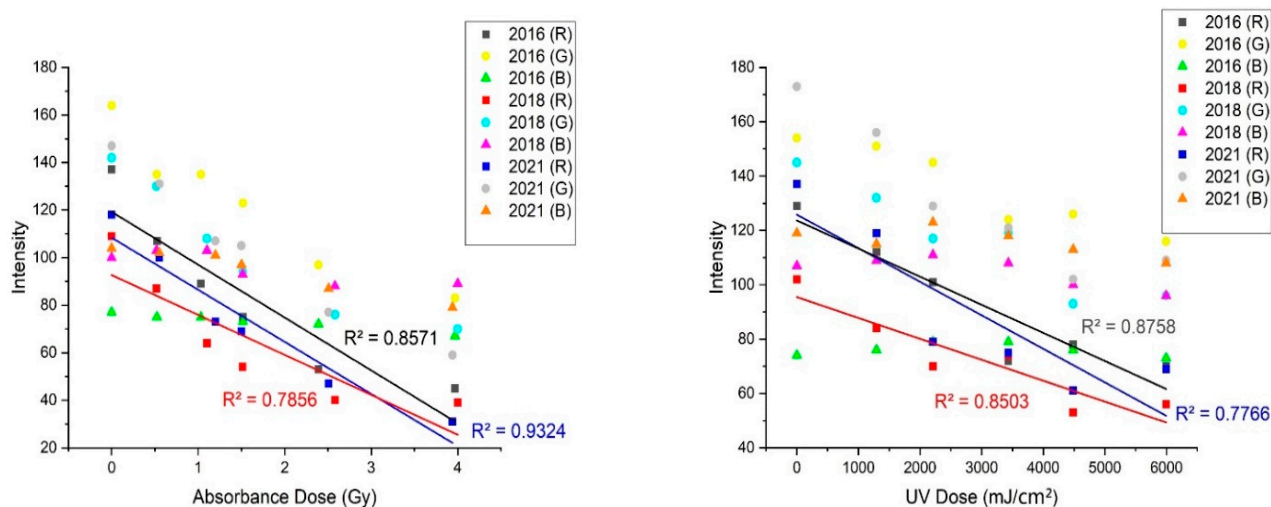 2016 (R)
2016 (G)
2016 (B)
2018 (R)
2018 (G)
2018 (B)
2021 (R)
2021 (G)
2021 (B)
180
160
140
120
100
80
60
40
20
Intensity
R² = 0.8571
R² = 0.7856
R² = 0.9324
0
1
2
3
4
Absorbance Dose (Gy)
2016 (R)
2016 (G)
2016 (B)
2018 (R)
2018 (G)
2018 (B)
2021 (R)
2021 (G)
2021 (B)
180
160
140
120
100
80
60
40
Intensity
R² = 0.8758
R² = 0.8503
R² = 0.7766
0
1000
2000
3000
4000
5000
6000
UV Dose (mJ/cm²)